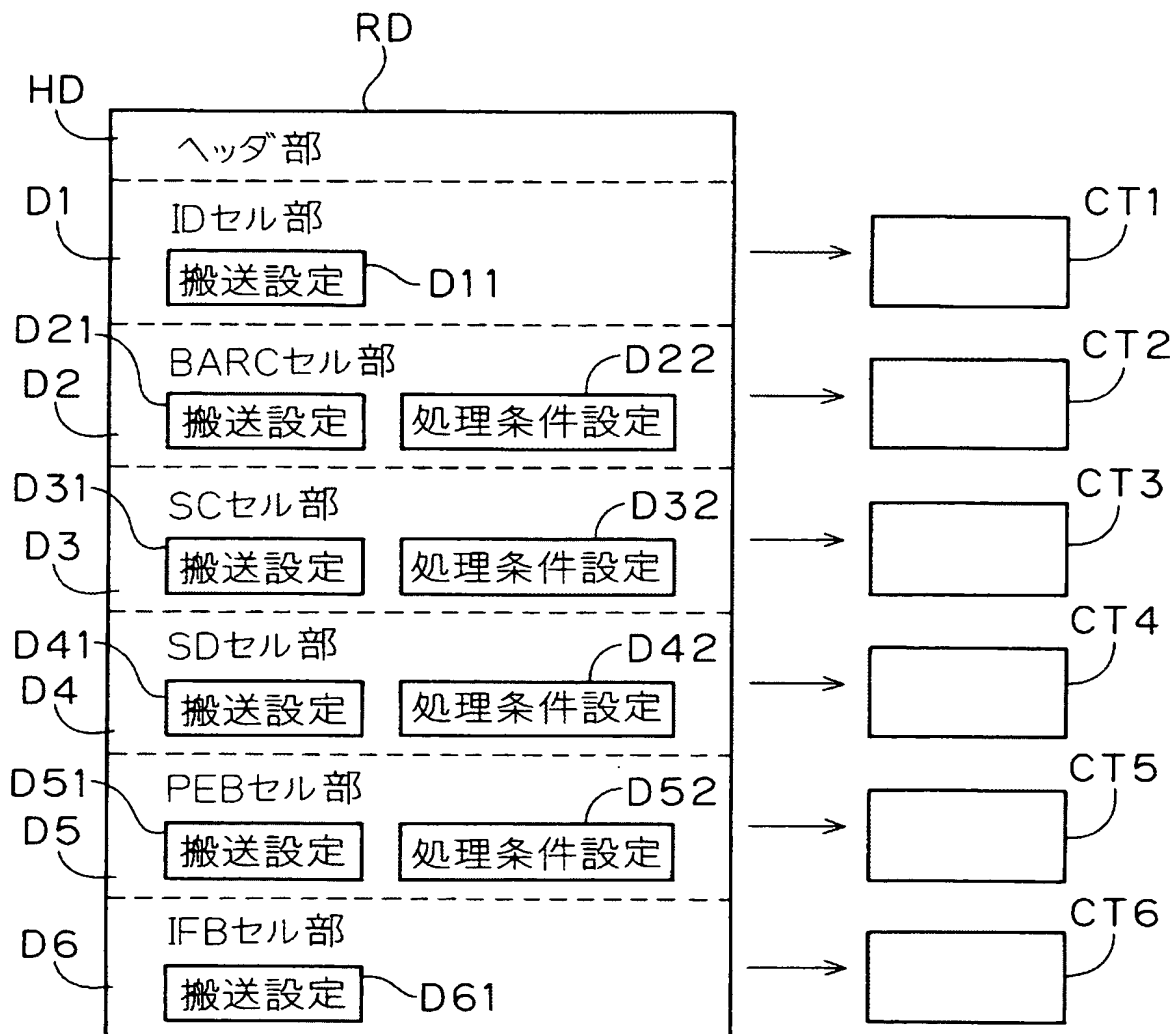 RD
HD
ヘッダ部
D1
IDセル部
CT1
搬送設定
D11
D21
BARCセル部
D22
CT2
D2
搬送設定 処理条件設定
D31
SCセル部
D32
CT3
D3
搬送設定 処理条件設定
D41
SDセル部
D42
CT4
D4
搬送設定 処理条件設定
D51
PEBセル部
D52
CT5
D5
搬送設定 処理条件設定
D6
IFBセル部
CT6
搬送設定
D61